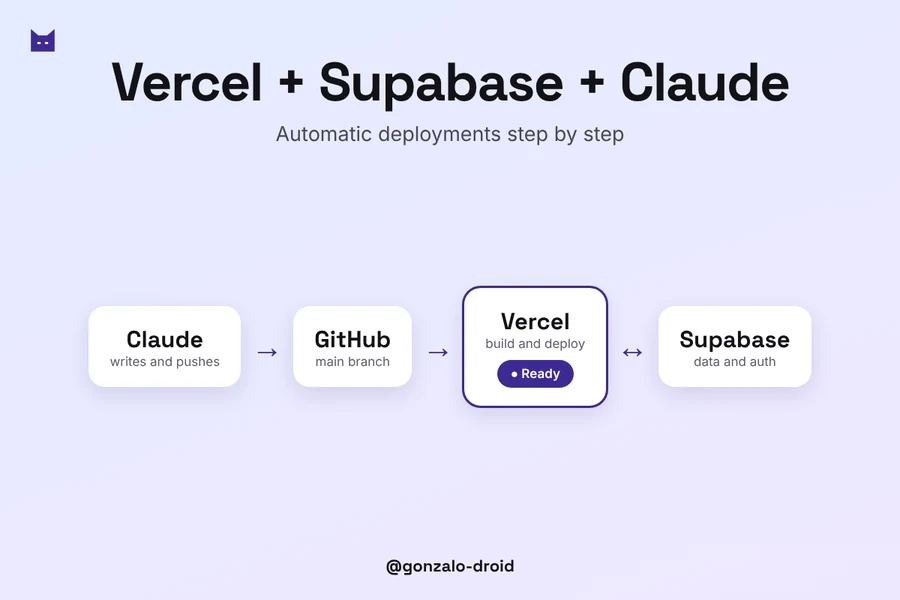 Vercel + Supabase + Claude
Automatic deployments step by step
Claude
writes and pushes
→
GitHub
main branch
→
Vercel
build and deploy
● Ready
↔
Supabase
data and auth
@gonzalo-droid